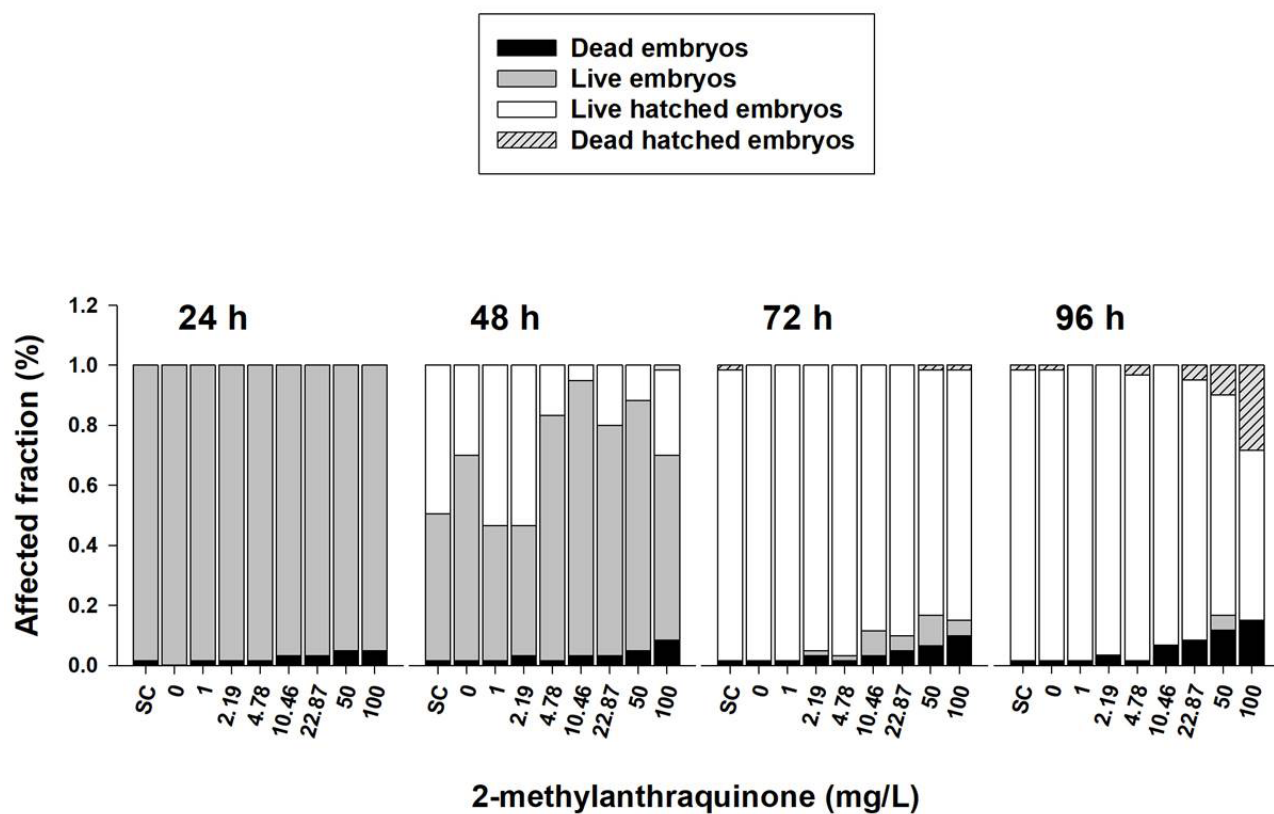 Dead embryos
Live embryos
Live hatched embryos
Dead hatched embryos
24 h 48 h 72 h 96 h
Affected fraction (%)
1.2
1.0
0.8
0.6
0.4
0.2
0.0
SC 0 1 2.19 4.78 10.46 22.87 50 100 SC 0 1 2.19 4.78 10.46 22.87 50 100 SC 0 1 2.19 4.78 10.46 22.87 50 100 SC 0 1 2.19 4.78 10.46 22.87 50 100
2-methylanthraquinone (mg/L)